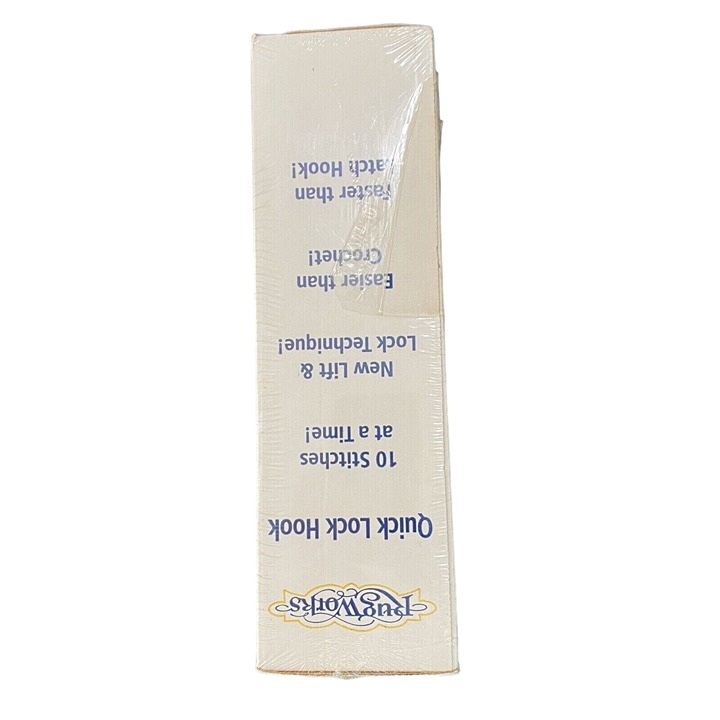 RugWorks
Quick Lock Hook
10 Stitches
at a Time!
New Lift &
Lock Technique!
Easier than
Crochet!
Faster than
Latch Hook!